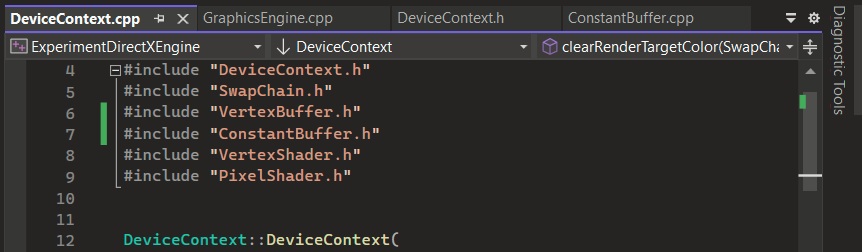 DeviceContext.cpp GraphicsEngine.cpp DeviceContext.h ConstantBuffer.cpp
ExperimentDirectXEngine DeviceContext clearRenderTargetColor(SwapCha
4 #include "DeviceContext.h"
5 #include "SwapChain.h"
6 #include "VertexBuffer.h"
7 #include "ConstantBuffer.h"
8 #include "VertexShader.h"
9 #include "PixelShader.h"
10
11
12 DeviceContext::DeviceContext(
Diagnostic Tools